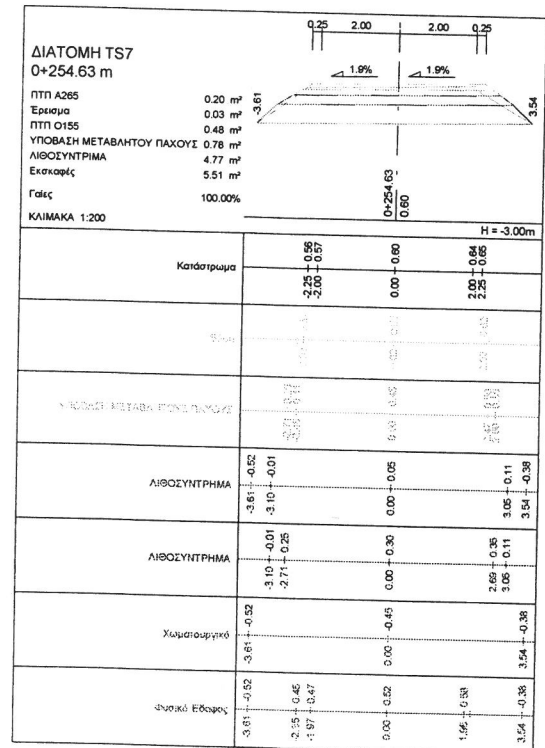 ΔΙΑΤΟΜΗ TS7
0+254.63 m
ΠΤΠ Α265 0.20 m²
Έρεισμα 0.03 m²
ΠΤΠ Ο155 0.48 m²
ΥΠΟΒΑΣΗ ΜΕΤΑΒΛΗΤΟΥ ΠΑΧΟΥΣ 0.78 m²
ΛΙΘΟΣΥΝΤΡΙΜΑ 4.77 m²
Εκσκαφές 5.51 m²
Γαίες 100.00%
ΚΛΙΜΑΚΑ 1:200
0.25 2.00 2.00 0.25
1.9% 1.9%
-3.61 3.54
0+254.63
0.60
H = -3.00m
Κατάστρωμα
-2.25 0.56
-2.00 0.57
0.00 0.60
2.00 0.64
2.25 0.65
ΛΙΘΟΣΥΝΤΡΗΜΑ
-3.61 -0.52
-3.10 -0.01
0.00 0.05
3.05 0.11
3.54 -0.38
ΛΙΘΟΣΥΝΤΡΗΜΑ
-3.10 -0.01
-2.71 0.25
0.00 0.30
2.69 0.35
3.05 0.11
Χωματουργικό
-3.61 -0.52
0.00 -0.45
3.54 -0.38
Φυσικό Έδαφος
-3.61 -0.52
0.45
-1.97 0.47
0.00 0.52
3.54 -0.38